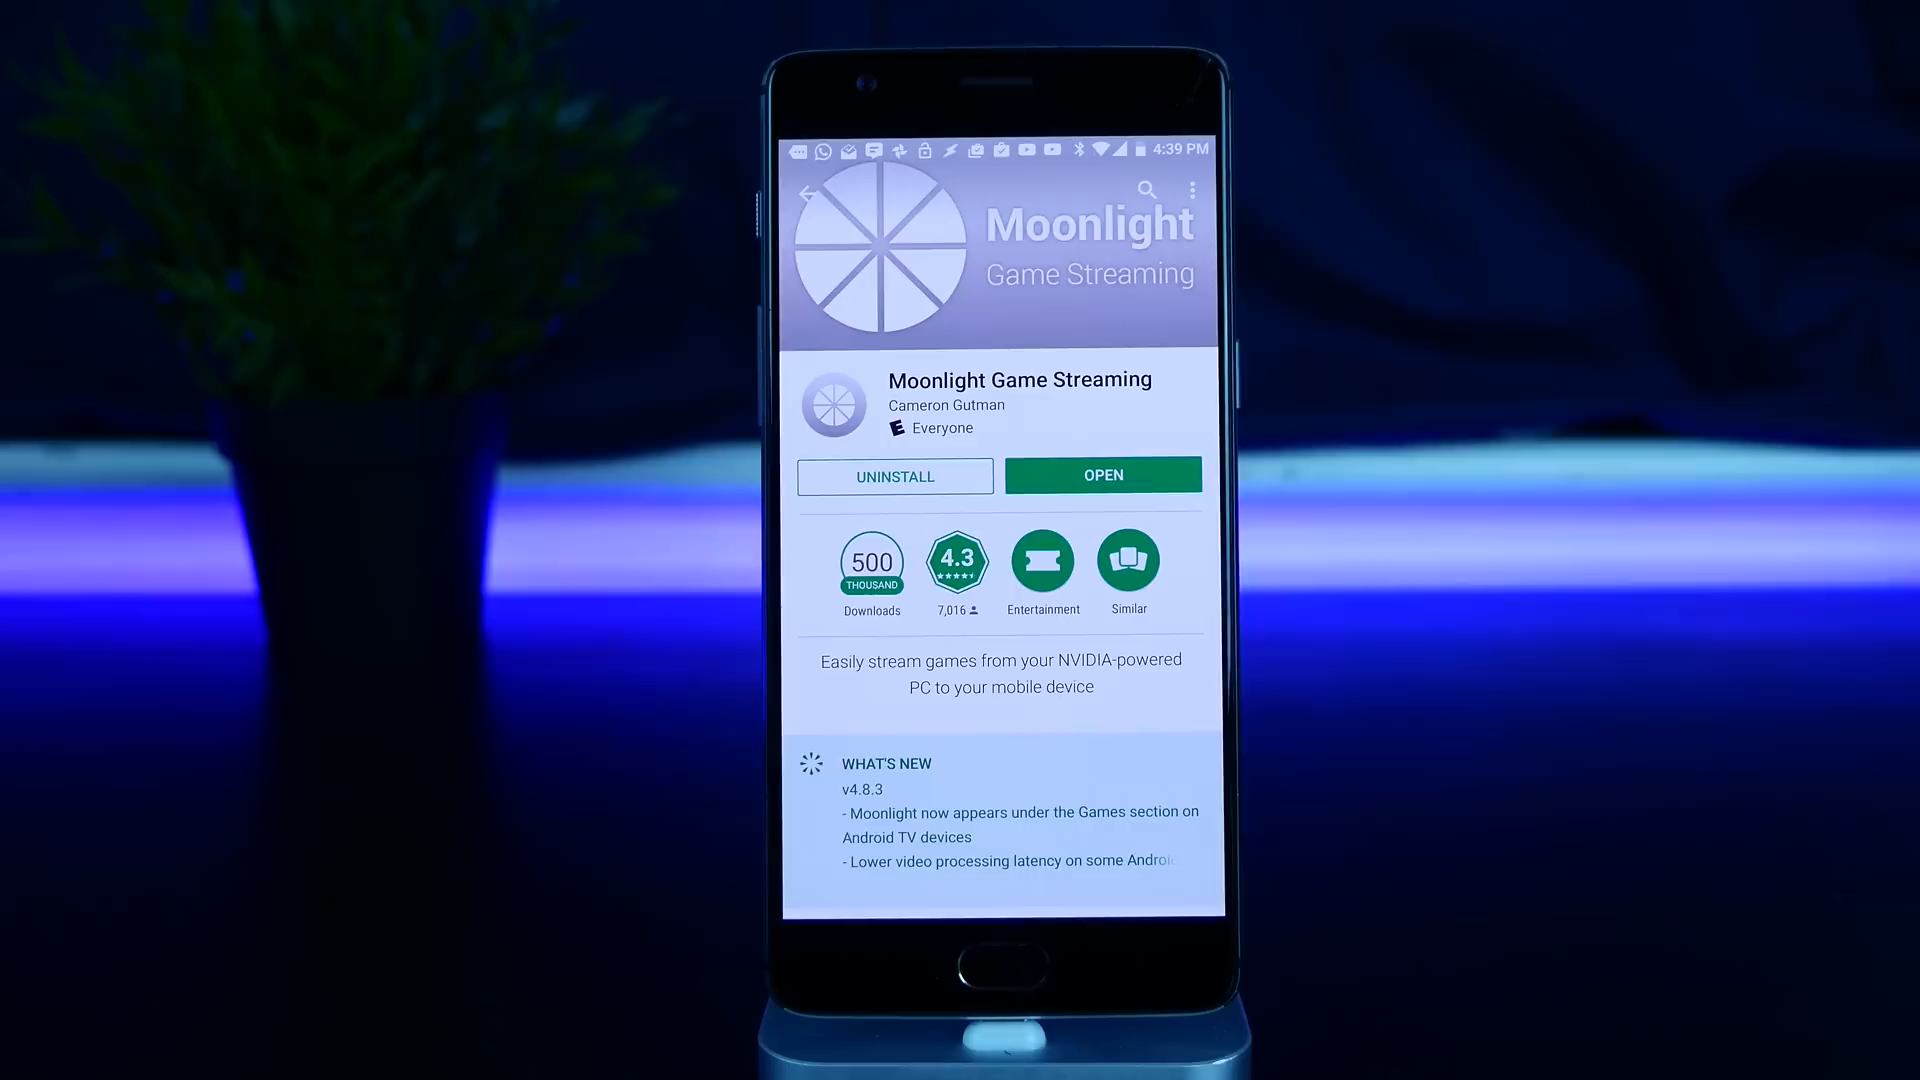 4:39 PM
Moonlight
Game Streaming
Moonlight Game Streaming
Cameron Gutman
E Everyone
UNINSTALL
OPEN
500
THOUSAND
Downloads
4.3
7,016
Entertainment
Similar
Easily stream games from your NVIDIA-powered
PC to your mobile device
WHAT'S NEW
v4.8.3
- Moonlight now appears under the Games section on
Android TV devices
- Lower video processing latency on some Androi